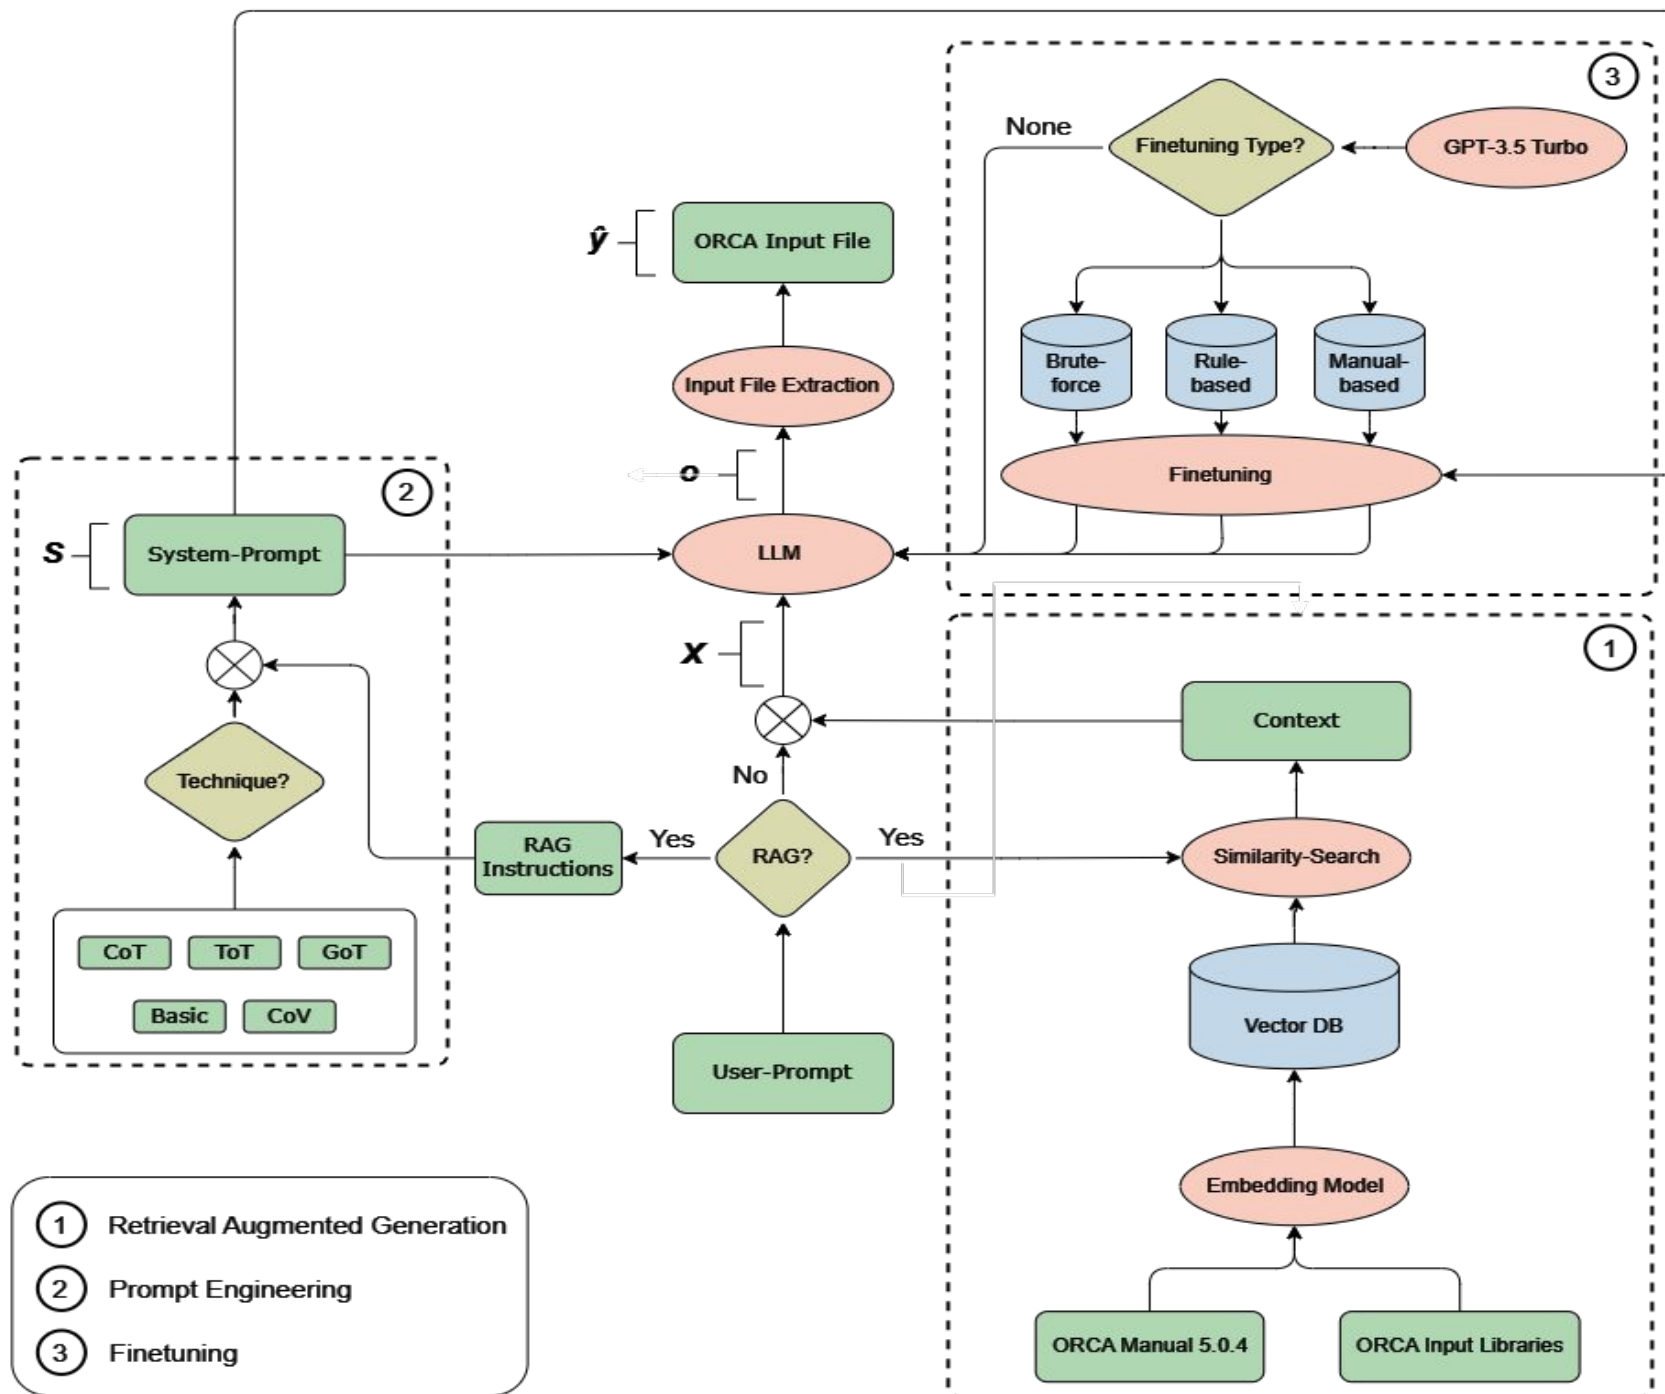 3
None
Finetuning Type?
GPT-3.5 Turbo
ŷ
ORCA Input File
Brute-
force
Rule-
based
Manual-
based
Input File Extraction
o
Finetuning
2
S
System-Prompt
LLM
X
1
Context
Technique?
No
RAG
Instructions
Yes
RAG?
Yes
Similarity-Search
CoT
ToT
GoT
Basic
CoV
Vector DB
User-Prompt
Embedding Model
1 Retrieval Augmented Generation
2 Prompt Engineering
3 Finetuning
ORCA Manual 5.0.4
ORCA Input Libraries